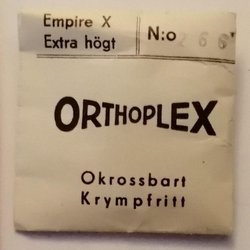 Empire X
Extra högt
N:o
ORTHOPLEX
Okrossbart
Krympfritt